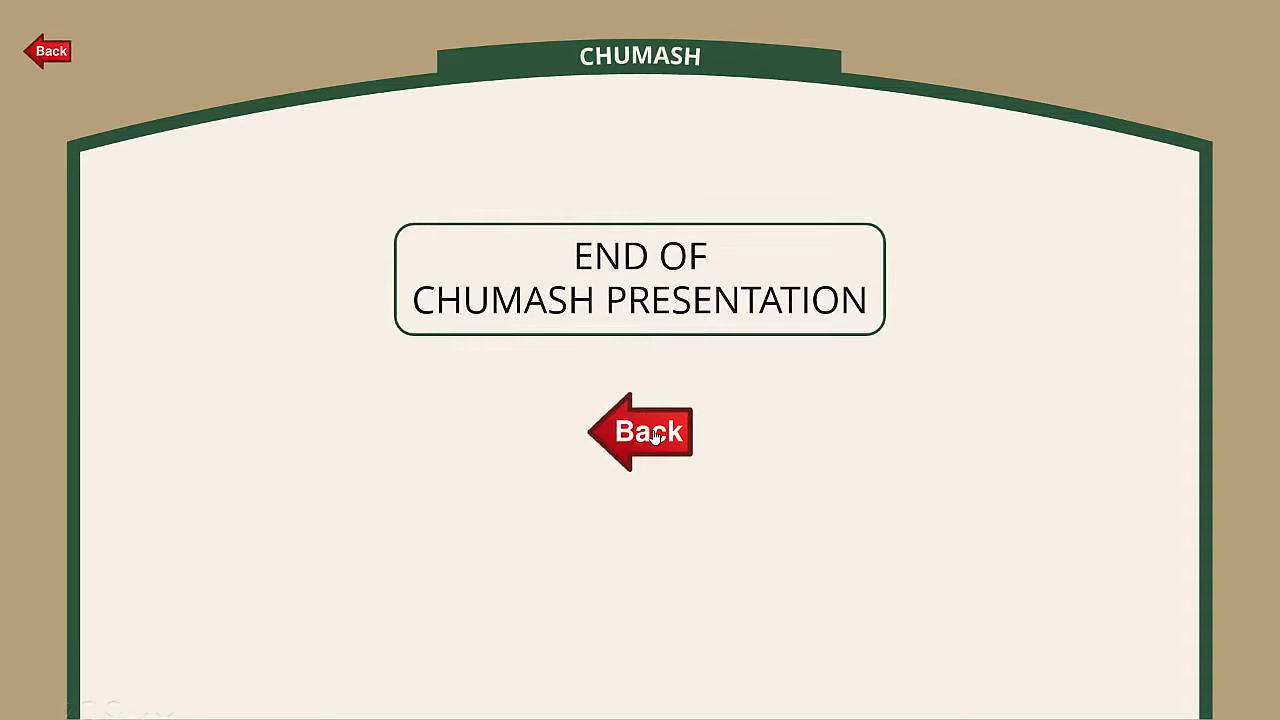 Back
CHUMASH
END OF
CHUMASH PRESENTATION
Back